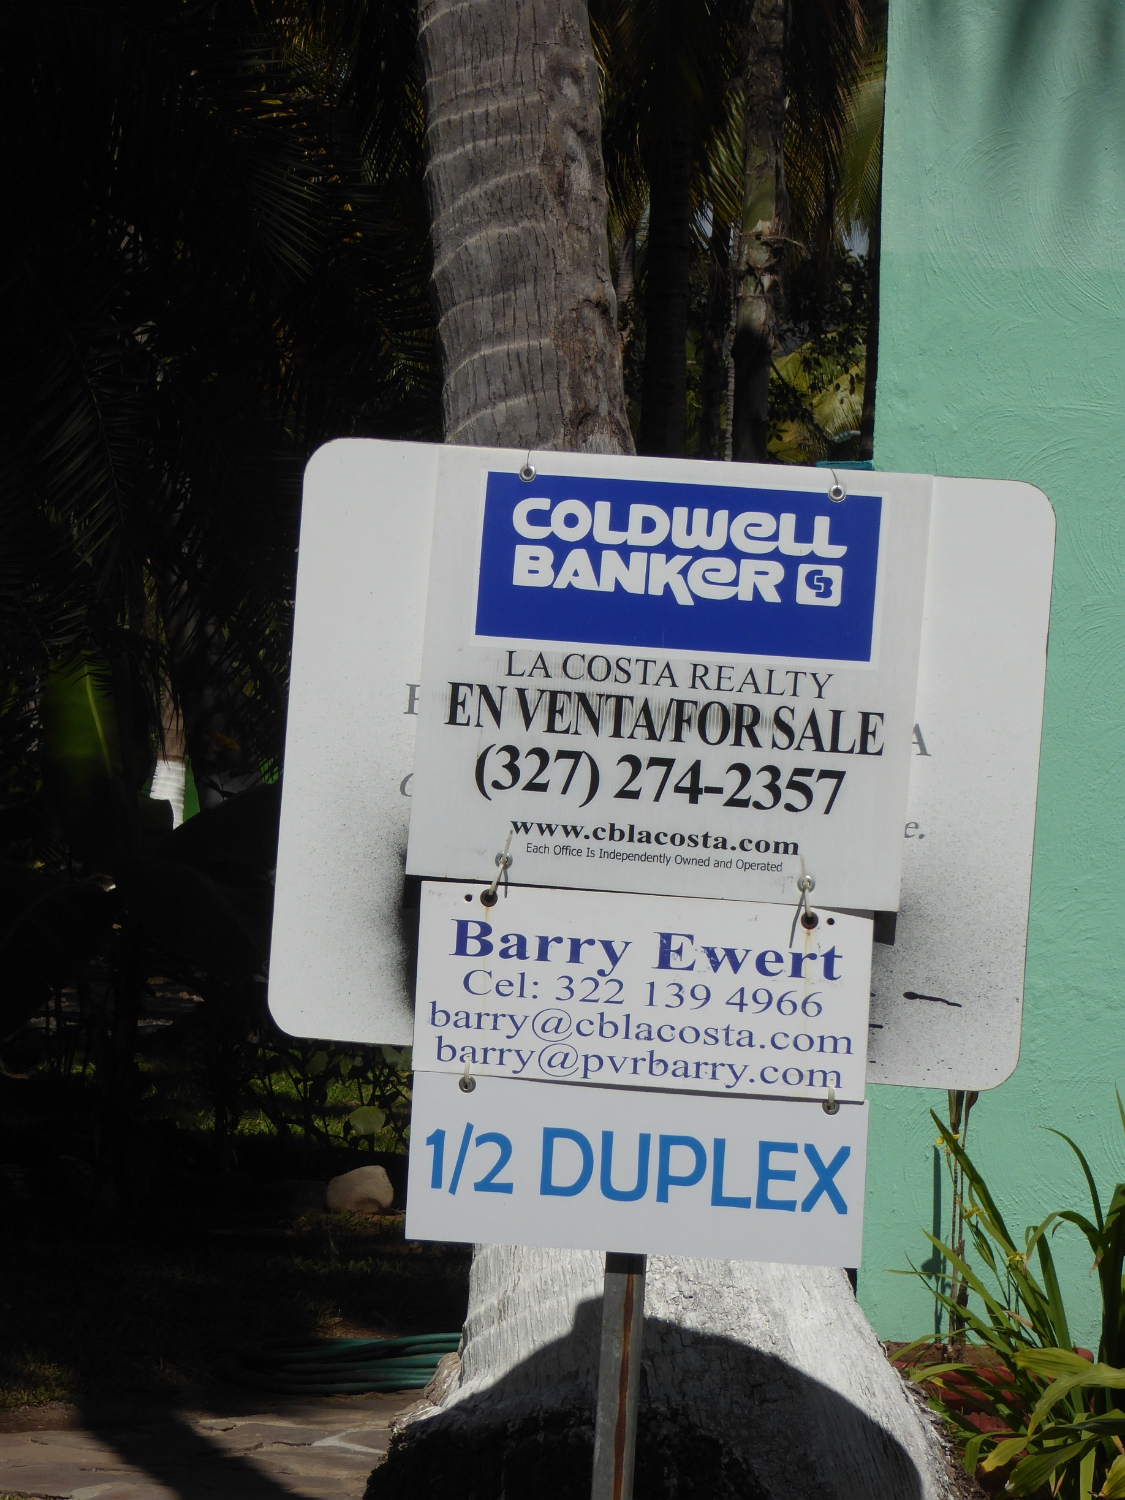 COLDWELL
BANKER CB
LA COSTA REALTY
EN VENTA/FOR SALE
(327) 274-2357
www.cblacosta.com
Each Office Is Independently Owned and Operated
Barry Ewert
Cel: 322 139 4966
barry@cblacosta.com
barry@pvrbarry.com
1/2 DUPLEX